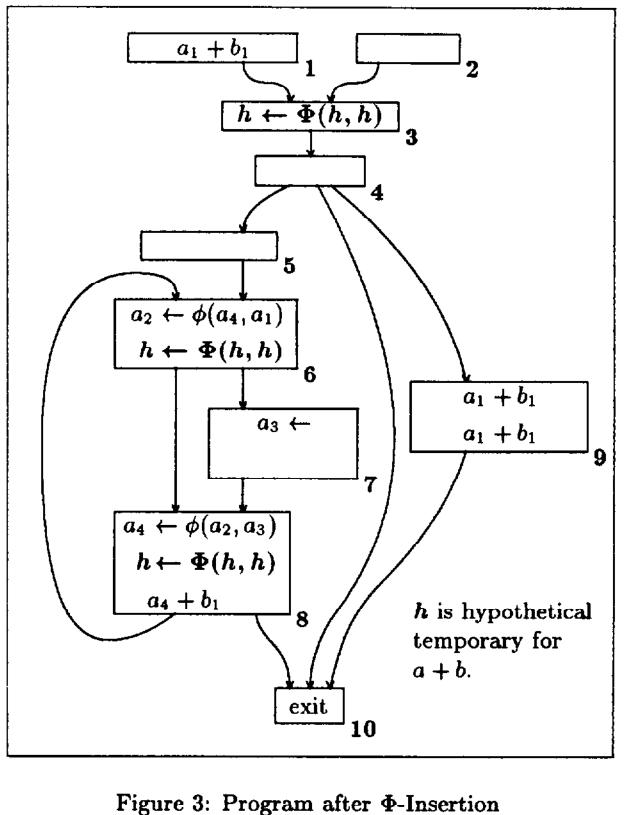 a₁ + b₁
1
2
h ← Φ(h, h)
3
4
5
a₂ ← ϕ(a₄, a₁)
h ← Φ(h, h)
6
a₃ ←
7
a₁ + b₁
a₁ + b₁
9
a₄ ← ϕ(a₂, a₃)
h ← Φ(h, h)
a₄ + b₁
8
h is hypothetical
temporary for
a + b.
exit
10
Figure 3: Program after Φ-Insertion